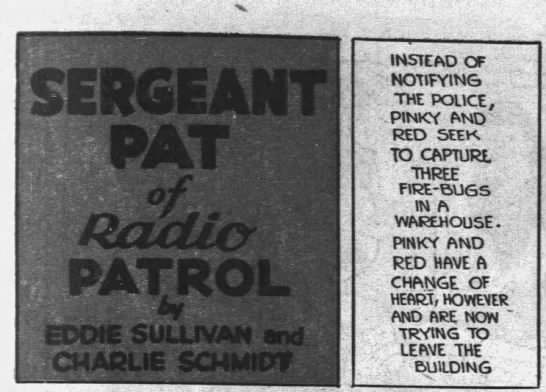 SERGEANT
PAT
of
Radio
PATROL
by
EDDIE SULLIVAN and
CHARLIE SCHMIDT
INSTEAD OF
NOTIFYING
THE POLICE,
PINKY AND
RED SEEK
TO CAPTURE
THREE
FIRE-BUGS
IN A
WAREHOUSE.
PINKY AND
RED HAVE A
CHANGE OF
HEART, HOWEVER
AND ARE NOW
TRYING TO
LEAVE THE
BUILDING